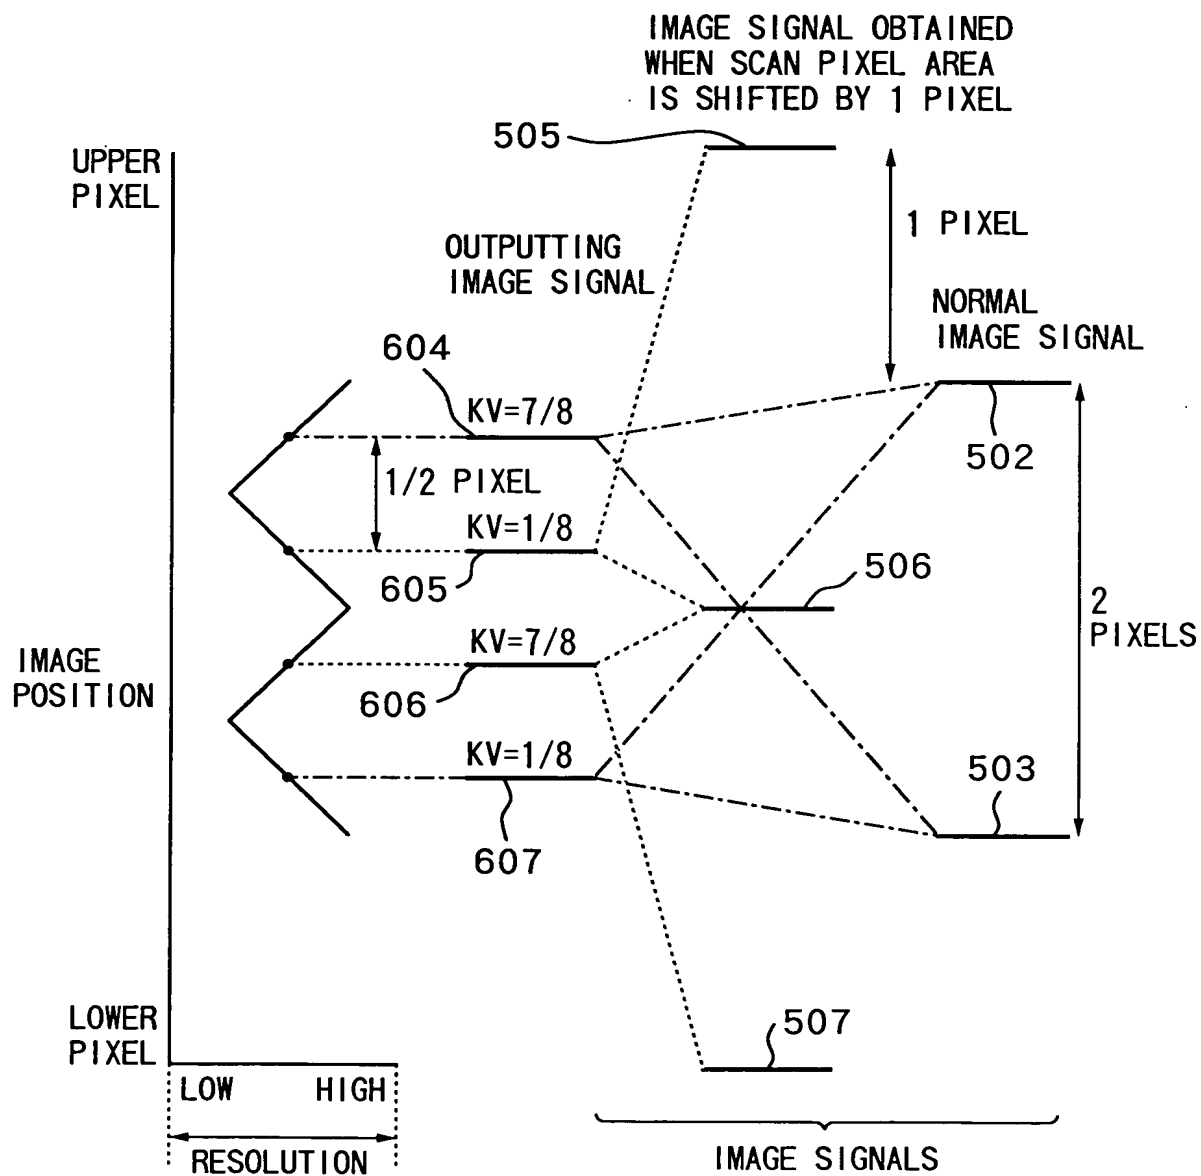 IMAGE SIGNAL OBTAINED
WHEN SCAN PIXEL AREA
IS SHIFTED BY 1 PIXEL
505
UPPER
PIXEL
1 PIXEL
OUTPUTTING
IMAGE SIGNAL
NORMAL
IMAGE SIGNAL
604
KV=7/8
502
1/2 PIXEL
KV=1/8
605
506
2
PIXELS
KV=7/8
IMAGE
POSITION
606
KV=1/8
503
607
LOWER
PIXEL
507
LOW HIGH
RESOLUTION
IMAGE SIGNALS